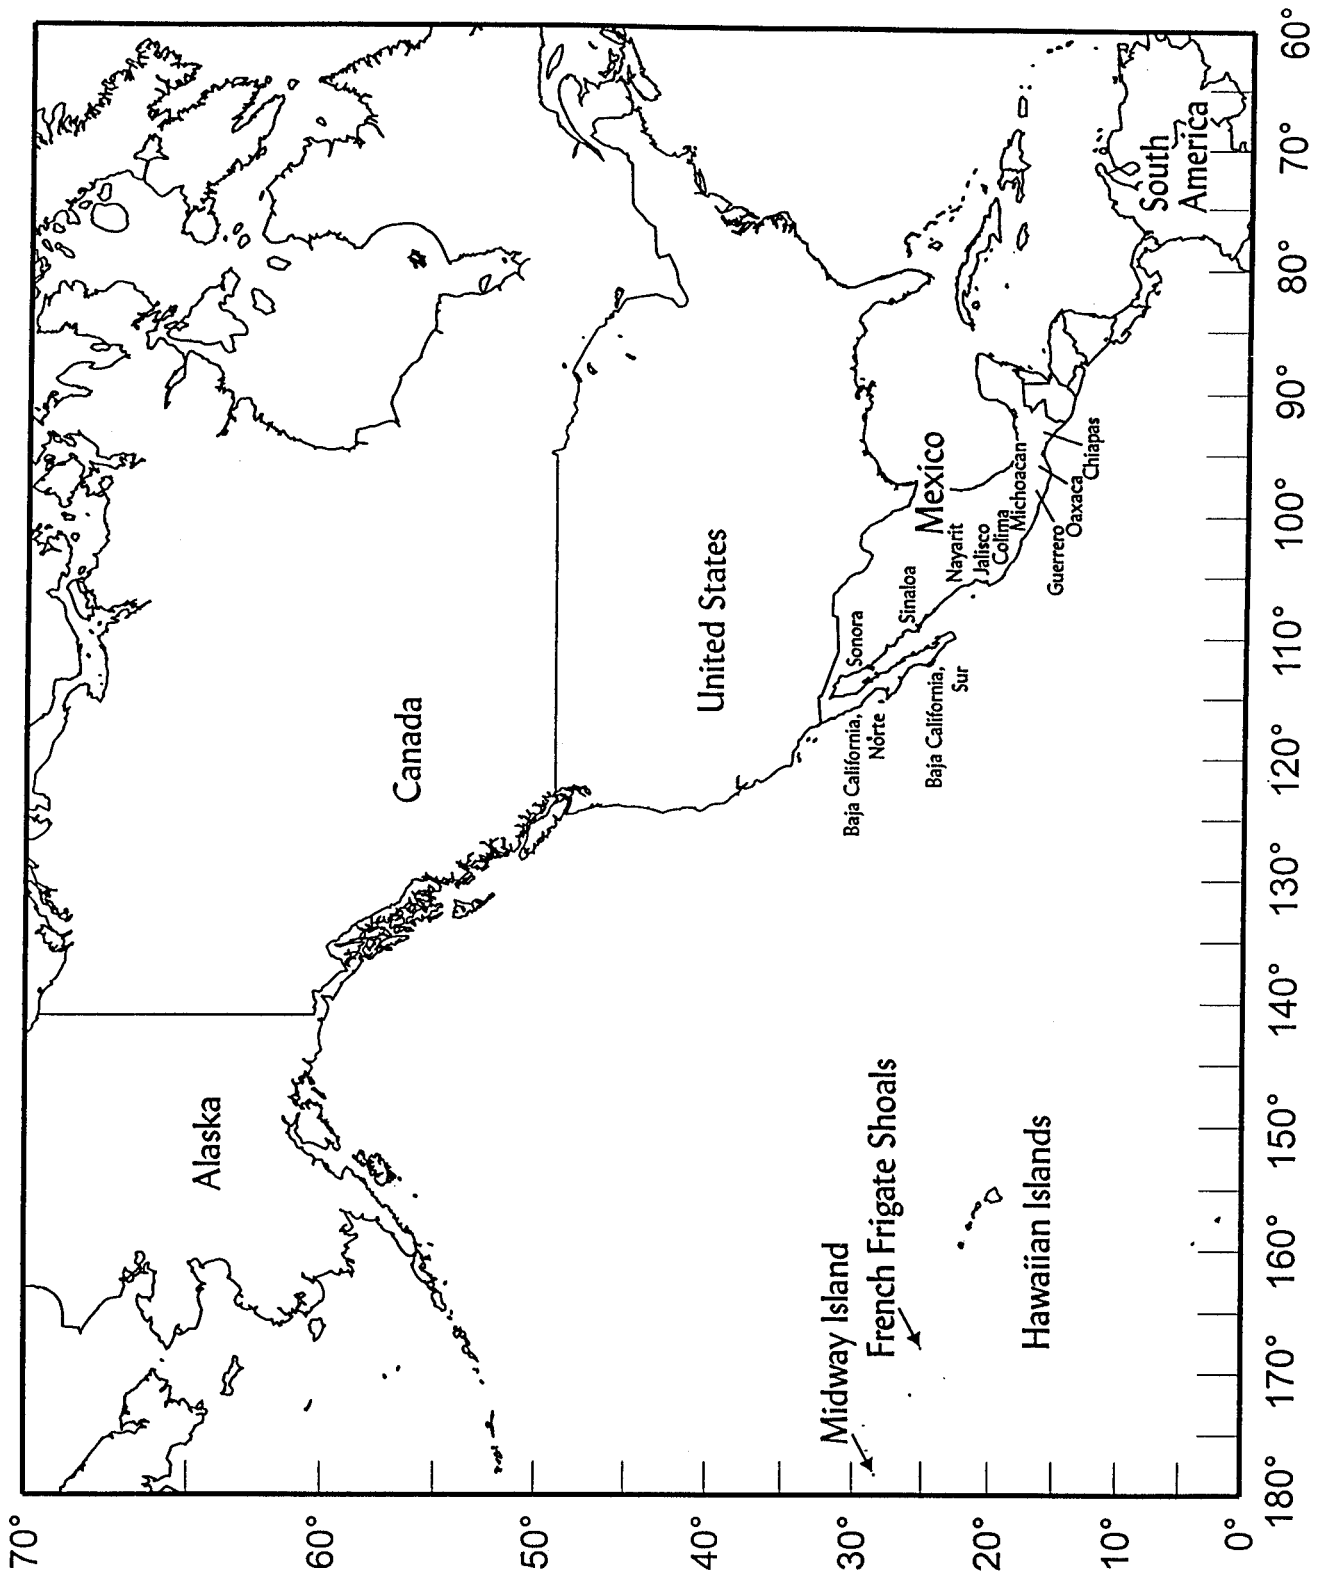 70°
60°
50°
40°
30°
20°
10°
0°
Alaska
Canada
United States
Mexico
South
America
Baja California,
Norte
Baja California,
Sur
Sonora
Sinaloa
Nayarit
Jalisco
Colima
Michoacan
Guerrero
Oaxaca
Chiapas
Midway Island
French Frigate Shoals
Hawaiian Islands
180°
170°
160°
150°
140°
130°
120°
110°
100°
90°
80°
70°
60°